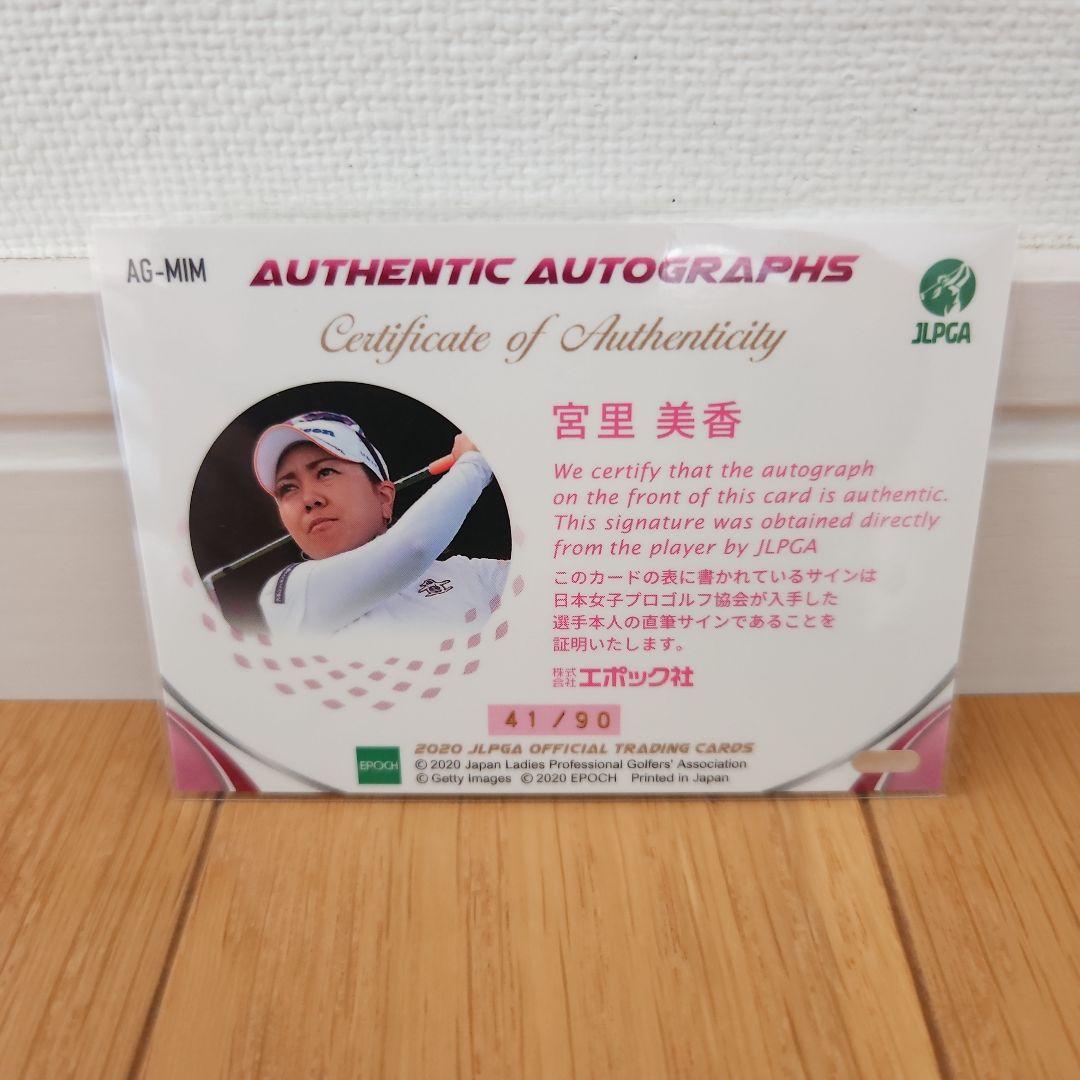 AG-MIM
AUTHENTIC AUTOGRAPHS
Certificate of Authenticity
JLPGA
宮里 美香
We certify that the autograph
on the front of this card is authentic.
This signature was obtained directly
from the player by JLPGA
このカードの表に書かれているサインは
日本女子プロゴルフ協会が入手した
選手本人の直筆サインであることを
証明いたします。
株式会社エポック社
41/90
EPOCH
2020 JLPGA OFFICIAL TRADING CARDS
© 2020 Japan Ladies Professional Golfers' Association
© Getty Images © 2020 EPOCH Printed in Japan